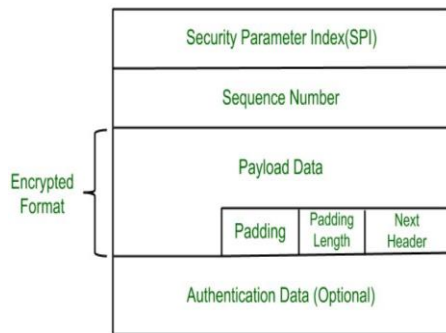 Security Parameter Index(SPI)
Sequence Number
Encrypted
Format
Payload Data
Padding
Padding
Length
Next
Header
Authentication Data (Optional)